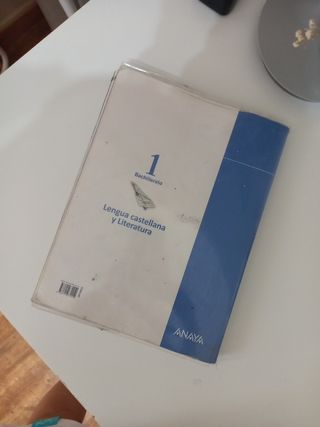 1
Bachillerato
Lengua castellana
y Literatura
ANAYA